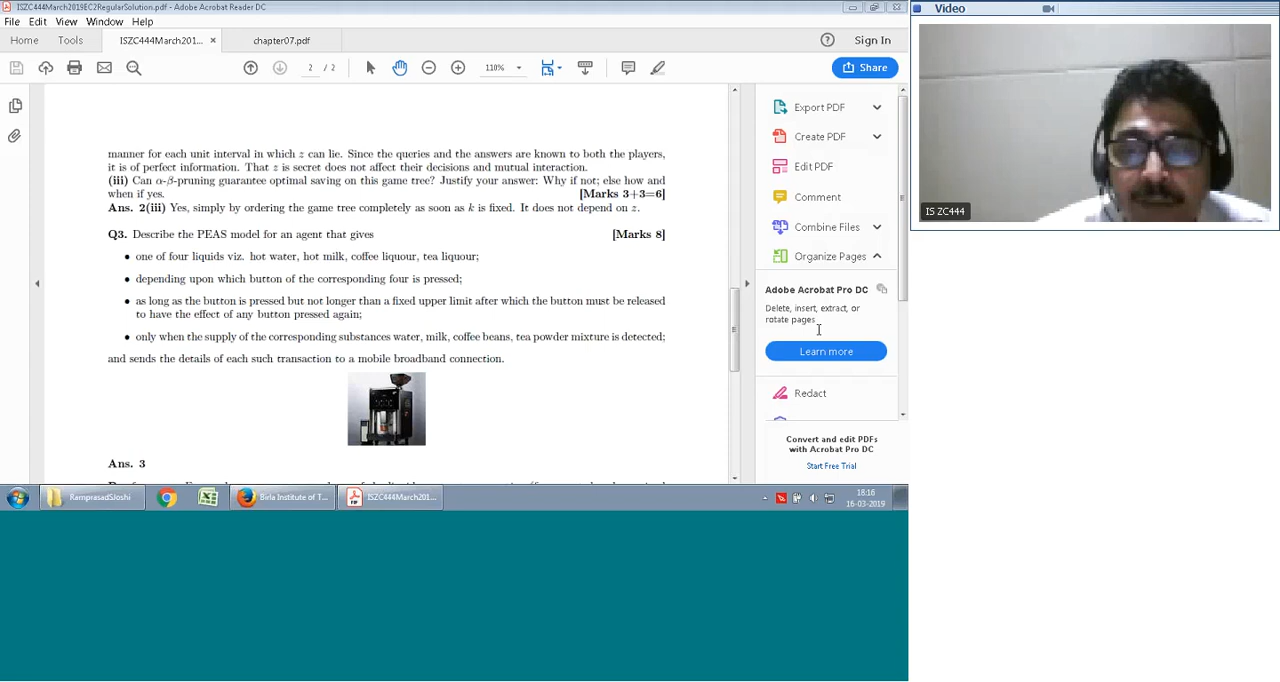 ISZC444March2019EC2RegularSolution.pdf - Adobe Acrobat Reader DC
Video
File Edit View Window Help
Home Tools ISZC444March201... × chapter07.pdf Sign In
2 / 2 110% Share
manner for each unit interval in which z can lie. Since the queries and the answers are known to both the players,
it is of perfect information. That z is secret does not affect their decisions and mutual interaction.
(iii) Can α-β-pruning guarantee optimal saving on this game tree? Justify your answer: Why if not; else how and
when if yes. [Marks 3+3=6]
Ans. 2(iii) Yes, simply by ordering the game tree completely as soon as k is fixed. It does not depend on z.
Q3. Describe the PEAS model for an agent that gives [Marks 8]
• one of four liquids viz. hot water, hot milk, coffee liquour, tea liquour;
• depending upon which button of the corresponding four is pressed;
• as long as the button is pressed but not longer than a fixed upper limit after which the button must be released
to have the effect of any button pressed again;
• only when the supply of the corresponding substances water, milk, coffee beans, tea powder mixture is detected;
and sends the details of each such transaction to a mobile broadband connection.
Ans. 3
Export PDF
Create PDF
Edit PDF
Comment
Combine Files
Organize Pages
Adobe Acrobat Pro DC
Delete, insert, extract, or
rotate pages
Learn more
Redact
Convert and edit PDFs
with Acrobat Pro DC
Start Free Trial
IS ZC444
RamprasadSJoshi
Birla Institute of T...
ISZC444March201...
18:16
16-03-2019